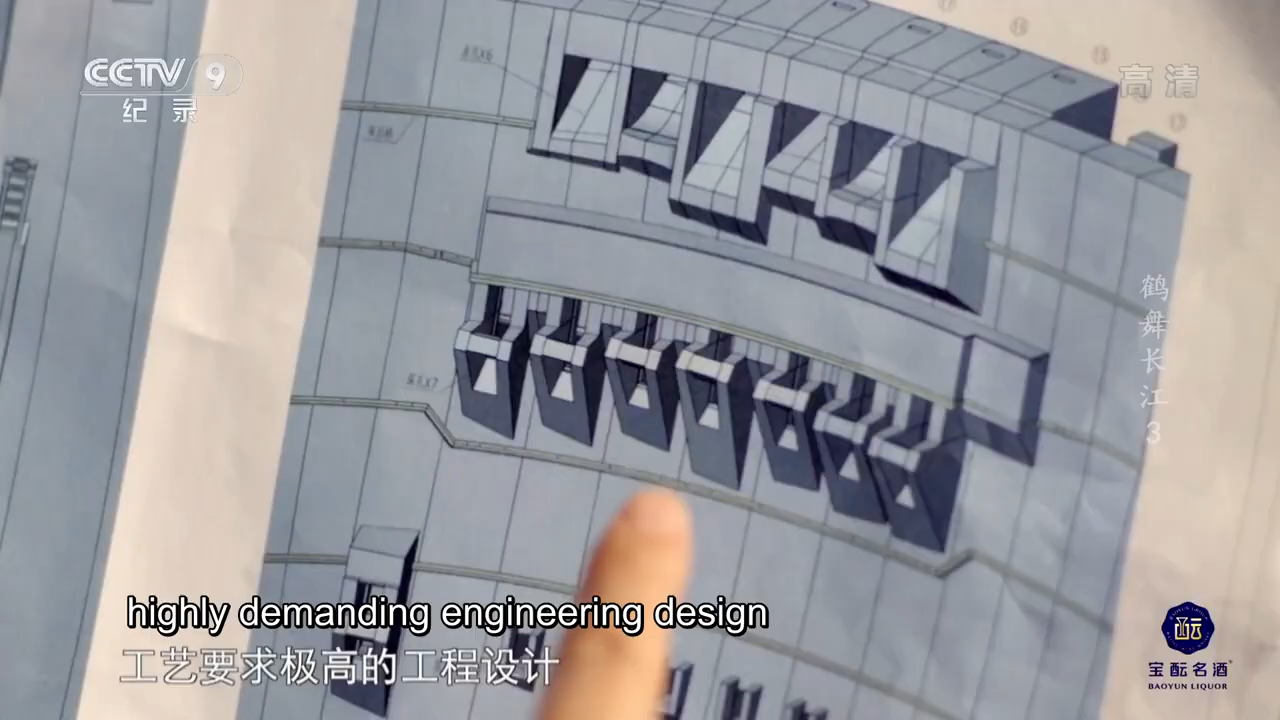 CCTV 9
纪录
高清
鹤舞长江 3
highly demanding engineering design
工艺要求极高的工程设计
酝
宝酝名酒
BAOYUN LIQUOR